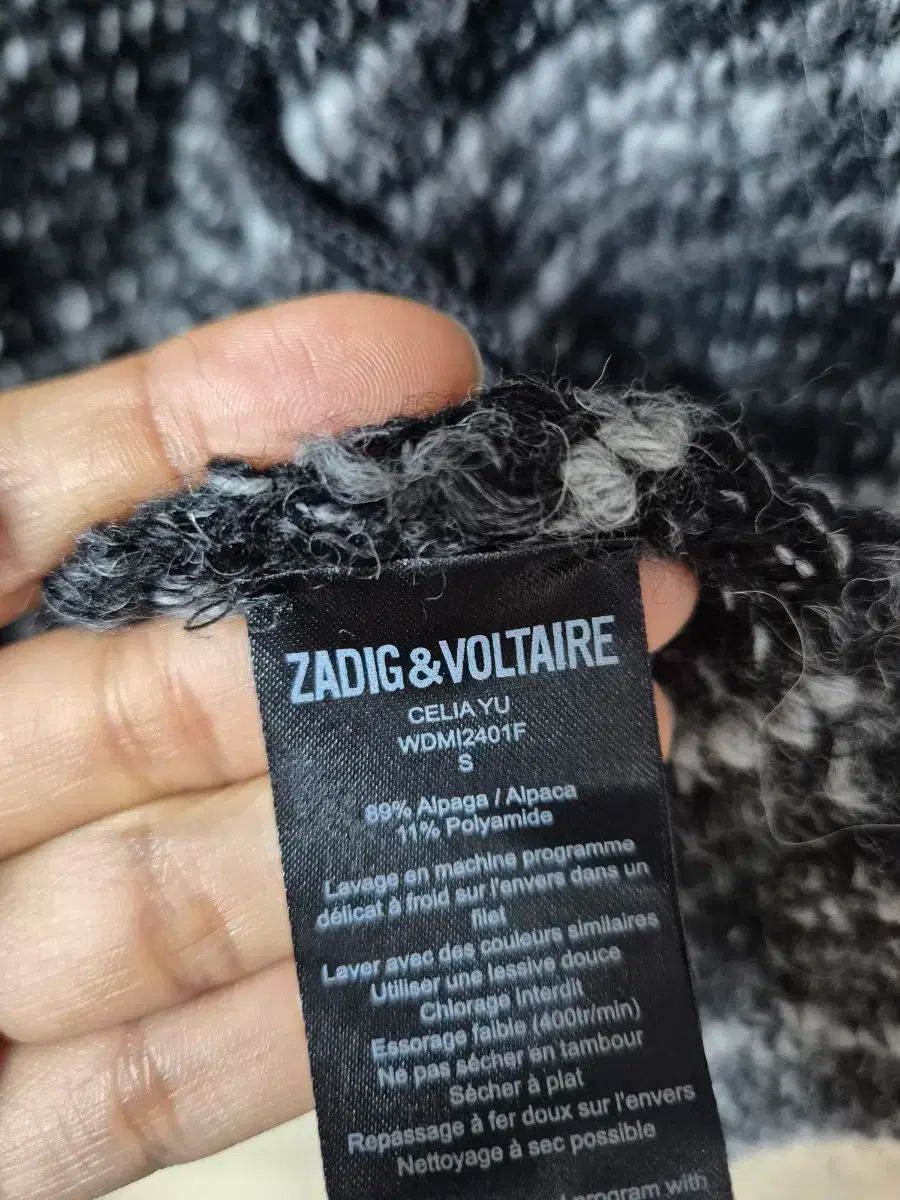 ZADIG&VOLTAIRE
CELIA YU
WDMI2401F
S
89% Alpaga / Alpaca
11% Polyamide
Lavage en machine programme
délicat à froid sur l'envers dans un
filet
Laver avec des couleurs similaires
Utiliser une lessive douce
Chlorage interdit
Essorage faible (400tr/min)
Ne pas sécher en tambour
Sécher à plat
Repassage à fer doux sur l'envers
Nettoyage à sec possible
program with